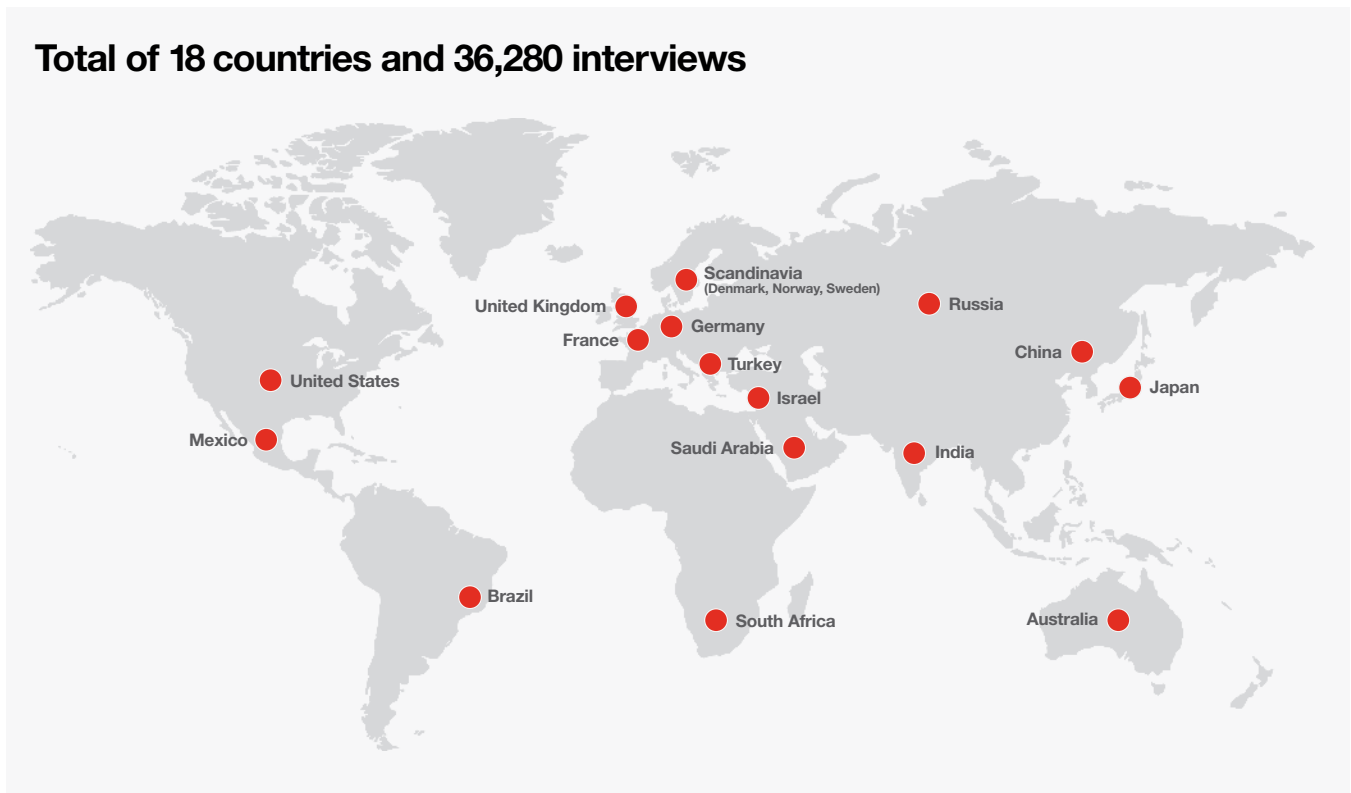 Total of 18 countries and 36,280 interviews
Scandinavia
(Denmark, Norway, Sweden)
United Kingdom
Russia
Germany
France
China
Turkey
United States
Japan
Israel
Mexico
Saudi Arabia
India
Brazil
South Africa
Australia